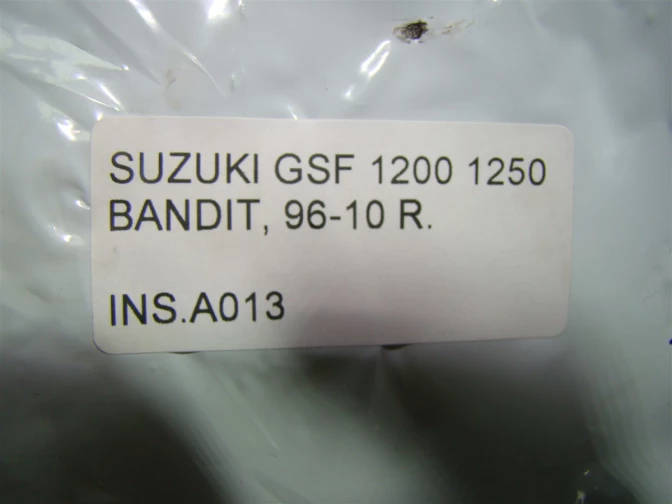 SUZUKI GSF 1200 1250
BANDIT, 96-10 R.
INS.A013